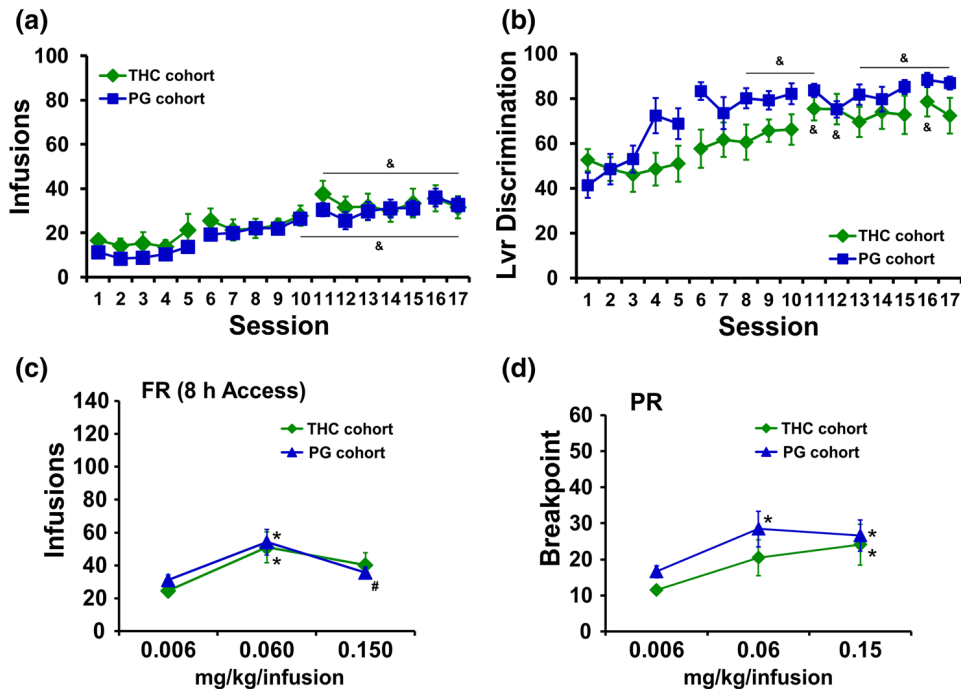 (a)
100
80
60
40
20
0
Infusions
THC cohort
PG cohort
&
&
1 2 3 4 5 6 7 8 9 10 11 12 13 14 15 16 17
Session
(b)
100
80
60
40
20
0
Lvr Discrimination
& &
& & &
THC cohort
PG cohort
1 2 3 4 5 6 7 8 9 10 11 12 13 14 15 16 17
Session
(c)
FR (8 h Access)
140
120
100
80
60
40
20
0
Infusions
THC cohort
PG cohort
*
*
#
0.006 0.060 0.150
mg/kg/infusion
(d)
PR
60
50
40
30
20
10
0
Breakpoint
THC cohort
PG cohort
*
*
*
0.006 0.06 0.15
mg/kg/infusion